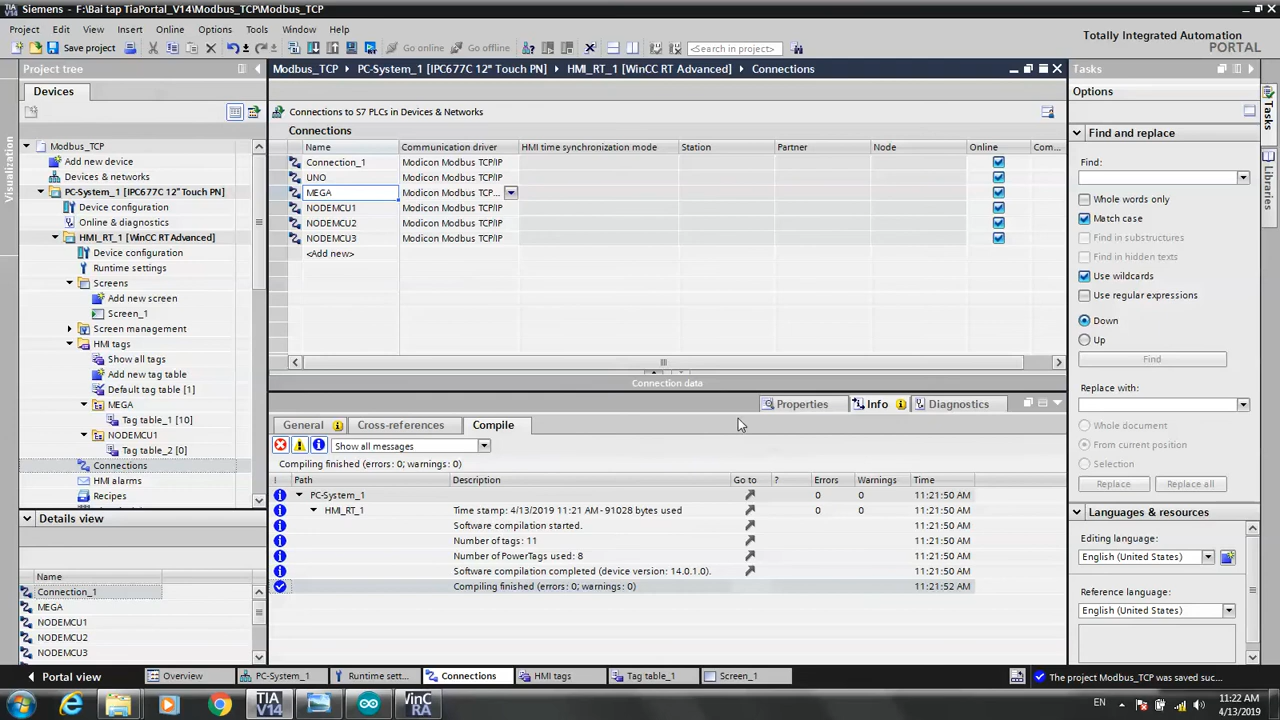 TIA V14
Siemens - F:\Bai tap TiaPortal_V14\Modbus_TCP\Modbus_TCP
Project Edit View Insert Online Options Tools Window Help
Totally Integrated Automation
PORTAL
Save project Go online Go offline <Search in project>
Project tree
Devices
Visualization
Modbus_TCP
Add new device
Devices & networks
PC-System_1 [IPC677C 12" Touch PN]
Device configuration
Online & diagnostics
HMI_RT_1 [WinCC RT Advanced]
Device configuration
Runtime settings
Screens
Add new screen
Screen_1
Screen management
HMI tags
Show all tags
Add new tag table
Default tag table [1]
MEGA
Tag table_1 [10]
NODEMCU1
Tag table_2 [0]
Connections
HMI alarms
Recipes
Details view
Name
Connection_1
MEGA
NODEMCU1
NODEMCU2
NODEMCU3
Modbus_TCP PC-System_1 [IPC677C 12" Touch PN] HMI_RT_1 [WinCC RT Advanced] Connections
Connections to S7 PLCs in Devices & Networks
Connections
Name Communication driver HMI time synchronization mode Station Partner Node Online Com...
Connection_1 Modicon Modbus TCP/IP
UNO Modicon Modbus TCP/IP
MEGA Modicon Modbus TCP...
NODEMCU1 Modicon Modbus TCP/IP
NODEMCU2 Modicon Modbus TCP/IP
NODEMCU3 Modicon Modbus TCP/IP
<Add new>
Connection data
Properties Info Diagnostics
General Cross-references Compile
Show all messages
Compiling finished (errors: 0; warnings: 0)
! Path Description Go to ? Errors Warnings Time
PC-System_1 0 0 11:21:50 AM
HMI_RT_1 Time stamp: 4/13/2019 11:21 AM - 91028 bytes used 0 0 11:21:50 AM
Software compilation started. 11:21:50 AM
Number of tags: 11 11:21:50 AM
Number of PowerTags used: 8 11:21:50 AM
Software compilation completed (device version: 14.0.1.0). 11:21:50 AM
Compiling finished (errors: 0; warnings: 0) 11:21:52 AM
Tasks
Options
Find and replace
Find:
Whole words only
Match case
Find in substructures
Find in hidden texts
Use wildcards
Use regular expressions
Down
Up
Find
Replace with:
Whole document
From current position
Selection
Replace Replace all
Languages & resources
Editing language:
English (United States)
Reference language:
English (United States)
Tasks
Libraries
Portal view Overview PC-System_1 Runtime sett... Connections HMI tags Tag table_1 Screen_1 The project Modbus_TCP was saved suc...
TIA V14 WinC RA EN 11:22 AM
4/13/2019